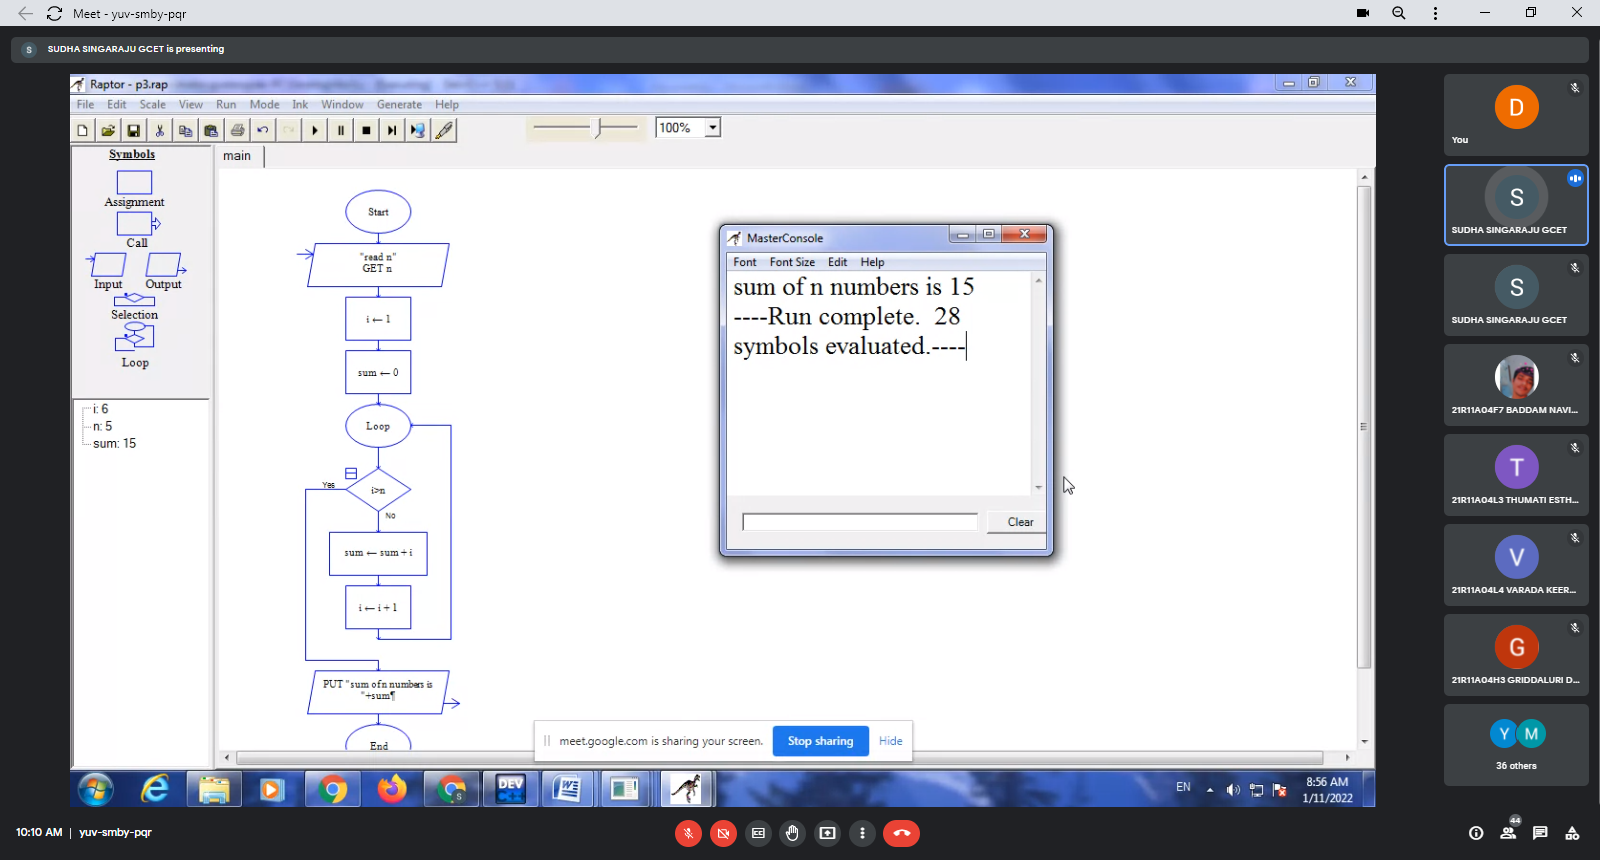 Meet - yuv-smby-pqr
S SUDHA SINGARAJU GCET is presenting
Raptor - p3.rap
File Edit Scale View Run Mode Ink Window Generate Help
100%
Symbols
Assignment
Call
Input Output
Selection
Loop
i: 6
n: 5
sum: 15
main
Start
"read n"
GET n
i ← 1
sum ← 0
Loop
Yes
i>n
No
sum ← sum + i
i ← i + 1
PUT "sum of n numbers is
"+sum¶
End
MasterConsole
Font Font Size Edit Help
sum of n numbers is 15
----Run complete. 28
symbols evaluated.----
Clear
meet.google.com is sharing your screen. Stop sharing Hide
DEV
S
EN
8:56 AM
1/11/2022
D
You
S
SUDHA SINGARAJU GCET
S
SUDHA SINGARAJU GCET
21R11A04F7 BADDAM NAVI...
T
21R11A04L3 THUMATI ESTH...
V
21R11A04L4 VARADA KEER...
G
21R11A04H3 GRIDDALURI D...
Y M
36 others
10:10 AM | yuv-smby-pqr
44